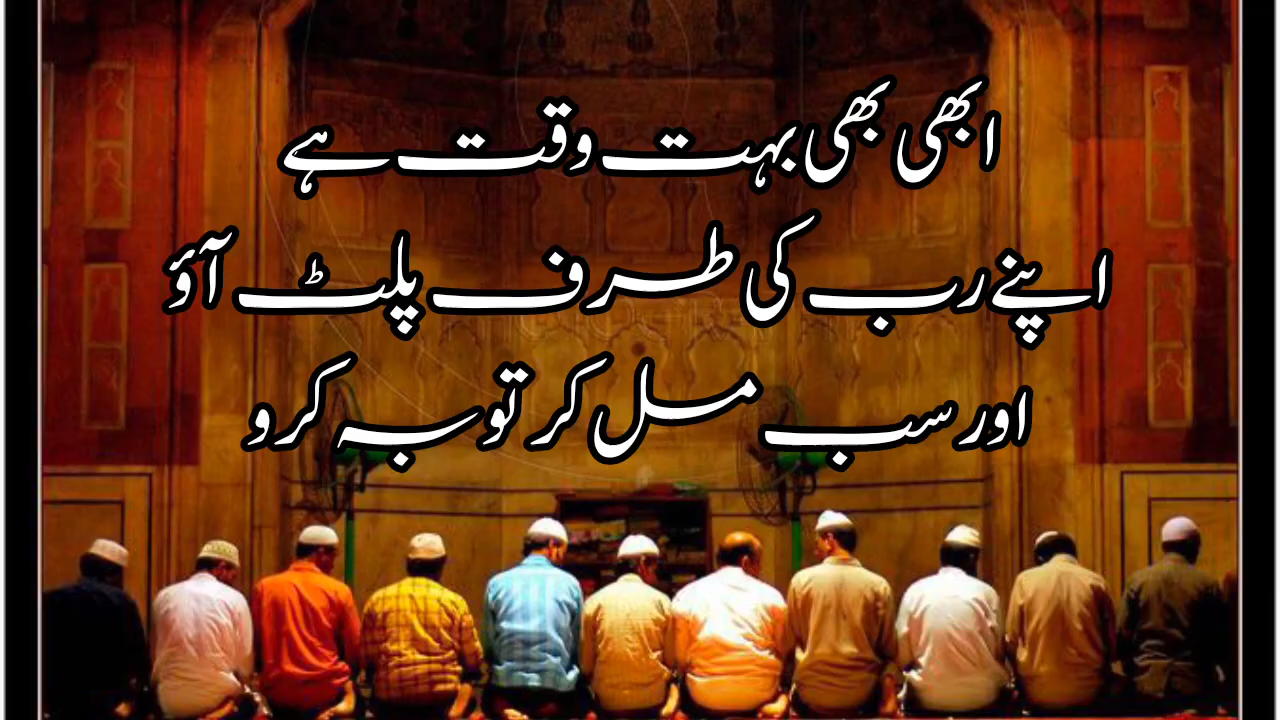 ابھی بھی بہت وقت ہے
اپنے رب کی طرف پلٹ آؤ
اور سب مل کر توبہ کرو